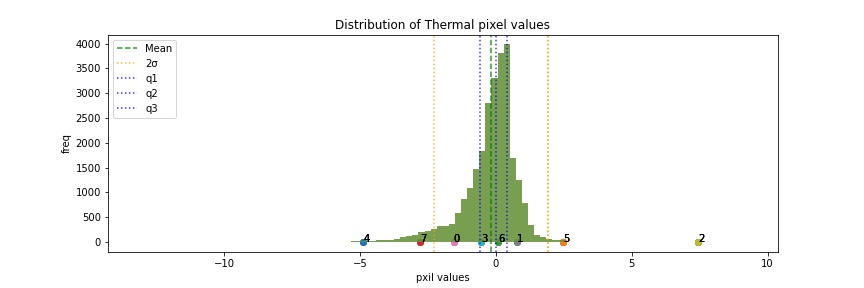 Distribution of Thermal pixel values
freq
4000
3500
3000
2500
2000
1500
1000
500
0
Mean
2σ
q1
q2
q3
4 7 0 3 6 1 5 2
−10 −5 0 5 10
pxil values